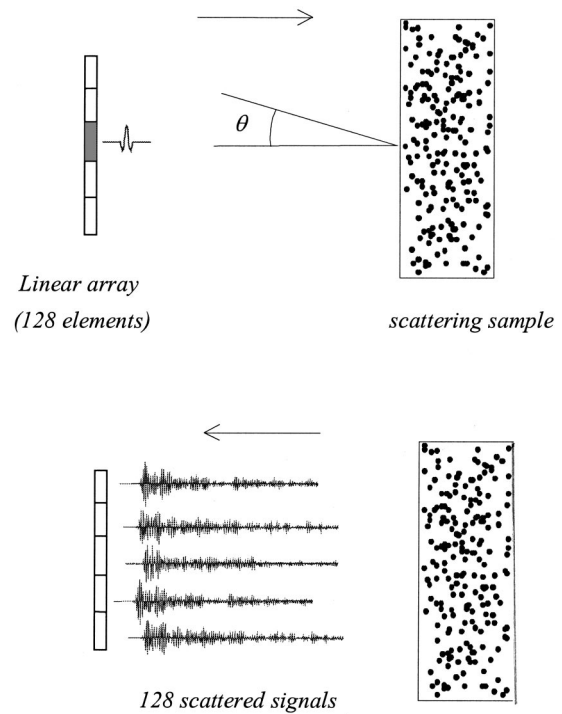 θ
Linear array
(128 elements)
scattering sample
128 scattered signals